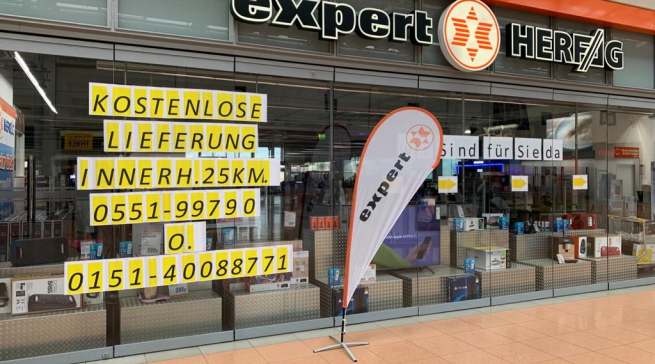 expert HERFAG
KOSTENLOSE
LIEFERUNG
INNERH.25KM.
0551-99790
O.
0151-40088771
expert
Sind für Sie da